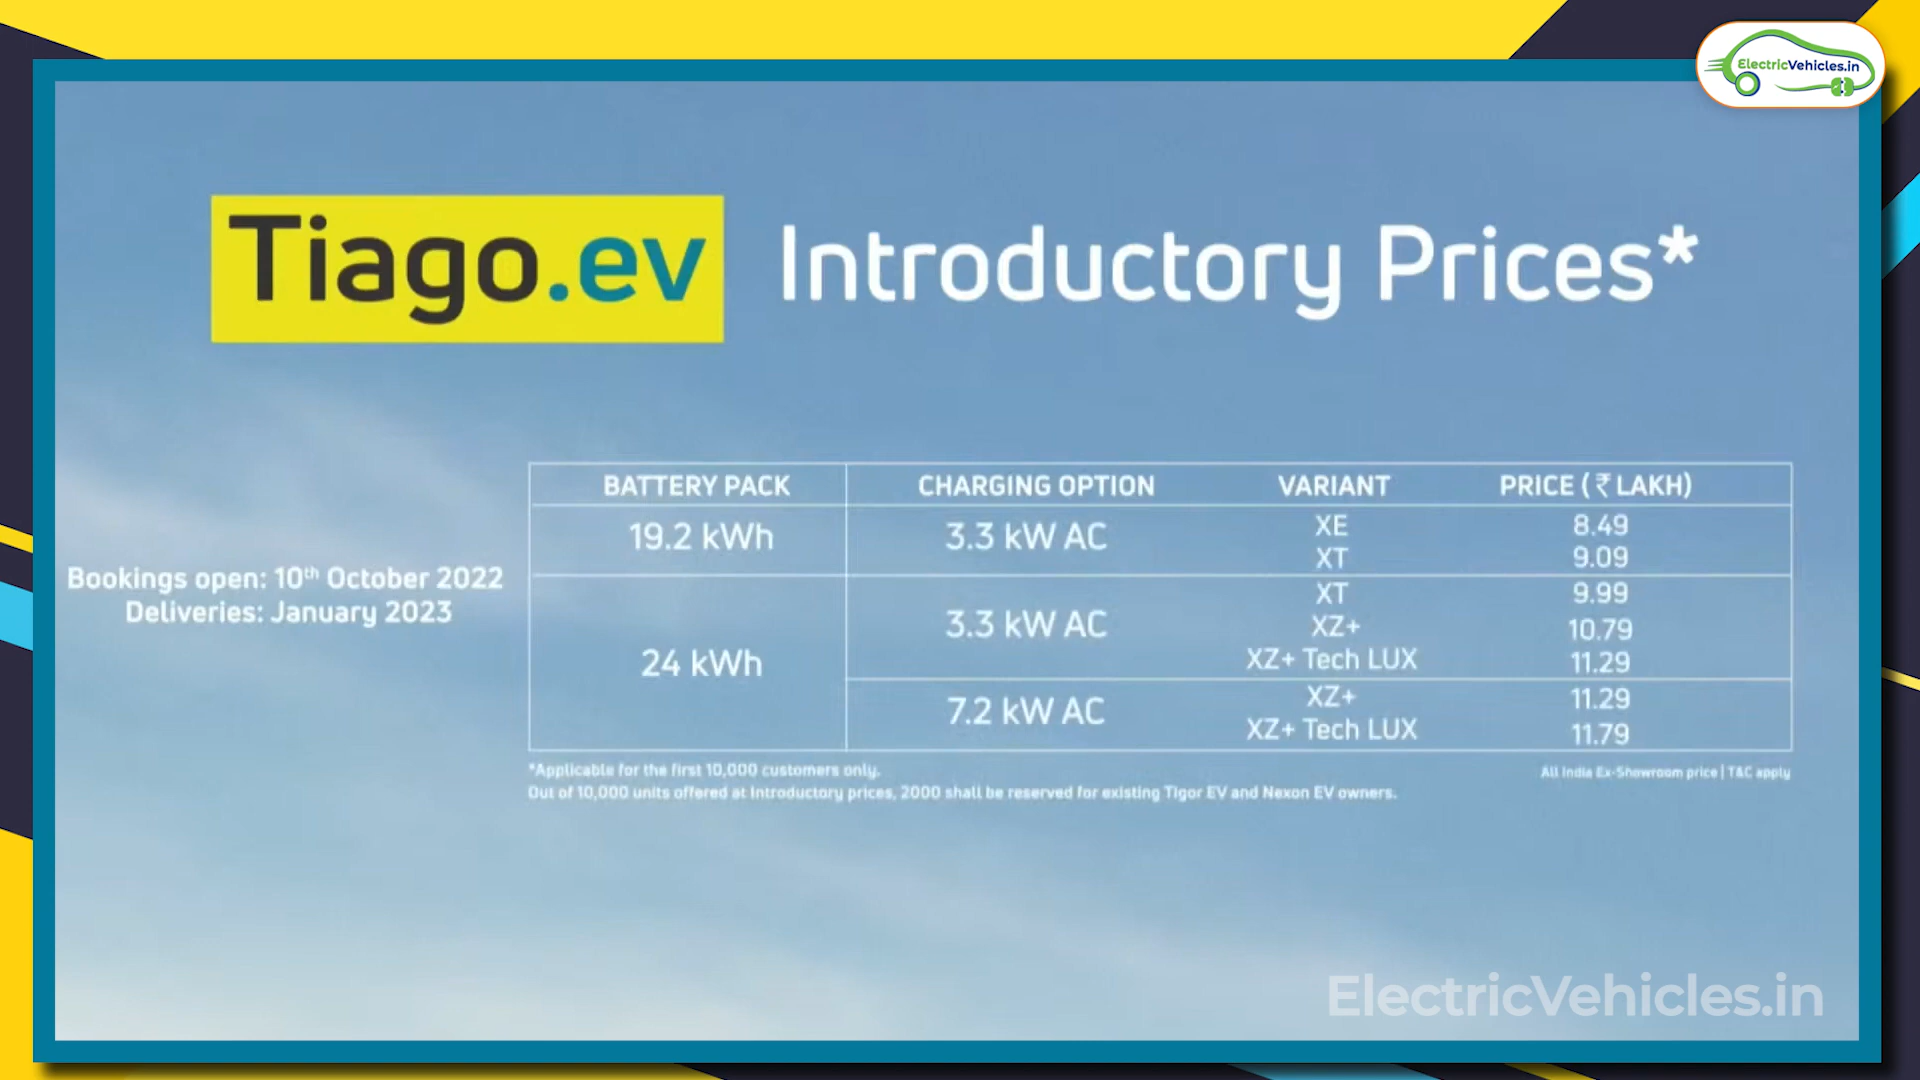 ElectricVehicles.in
Tiago.ev Introductory Prices*
Bookings open: 10th October 2022
Deliveries: January 2023
BATTERY PACK CHARGING OPTION VARIANT PRICE (₹ LAKH)
19.2 kWh 3.3 kW AC XE 8.49
XT 9.09
24 kWh 3.3 kW AC XT 9.99
XZ+ 10.79
XZ+ Tech LUX 11.29
7.2 kW AC XZ+ 11.29
XZ+ Tech LUX 11.79
*Applicable for the first 10,000 customers only.
Out of 10,000 units offered at Introductory prices, 2000 shall be reserved for existing Tigor EV and Nexon EV owners.
All India Ex-Showroom price | T&C apply
ElectricVehicles.in